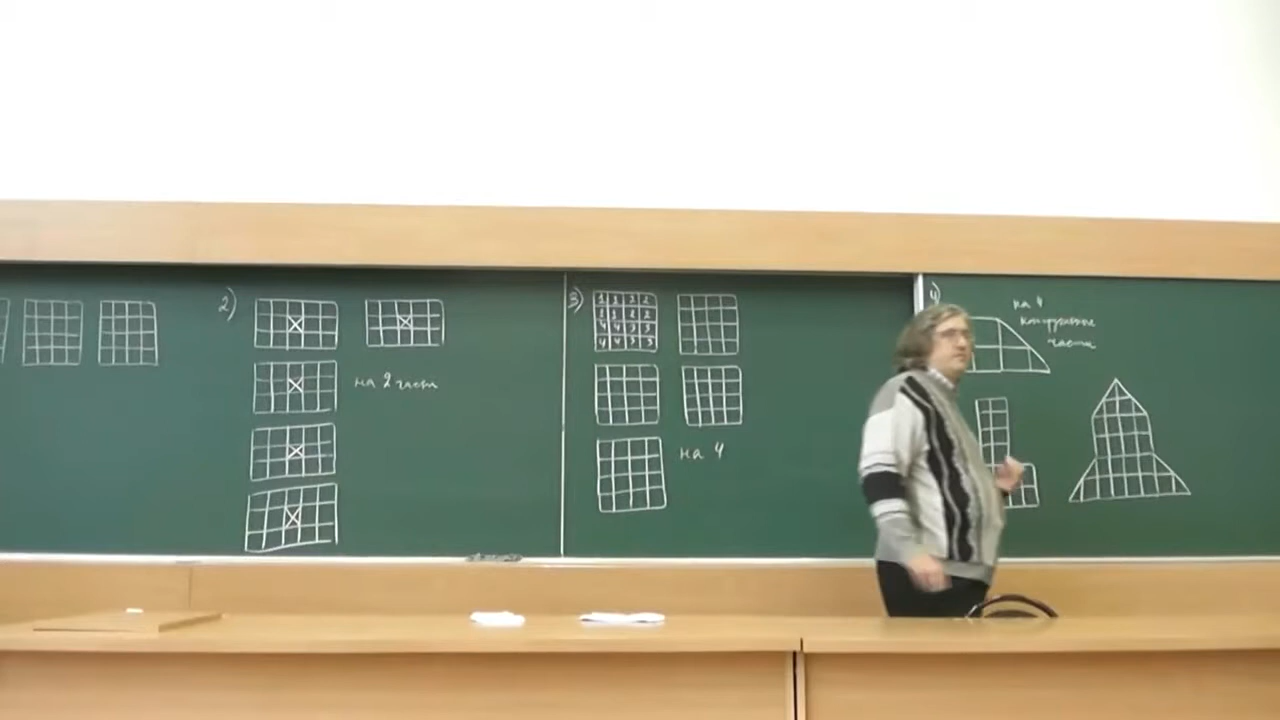 2)
на 2 части
3)
1 1 2 2
1 1 2 2
4 4 3 3
4 4 3 3
на 4
4)
на 4
конгруентные
части